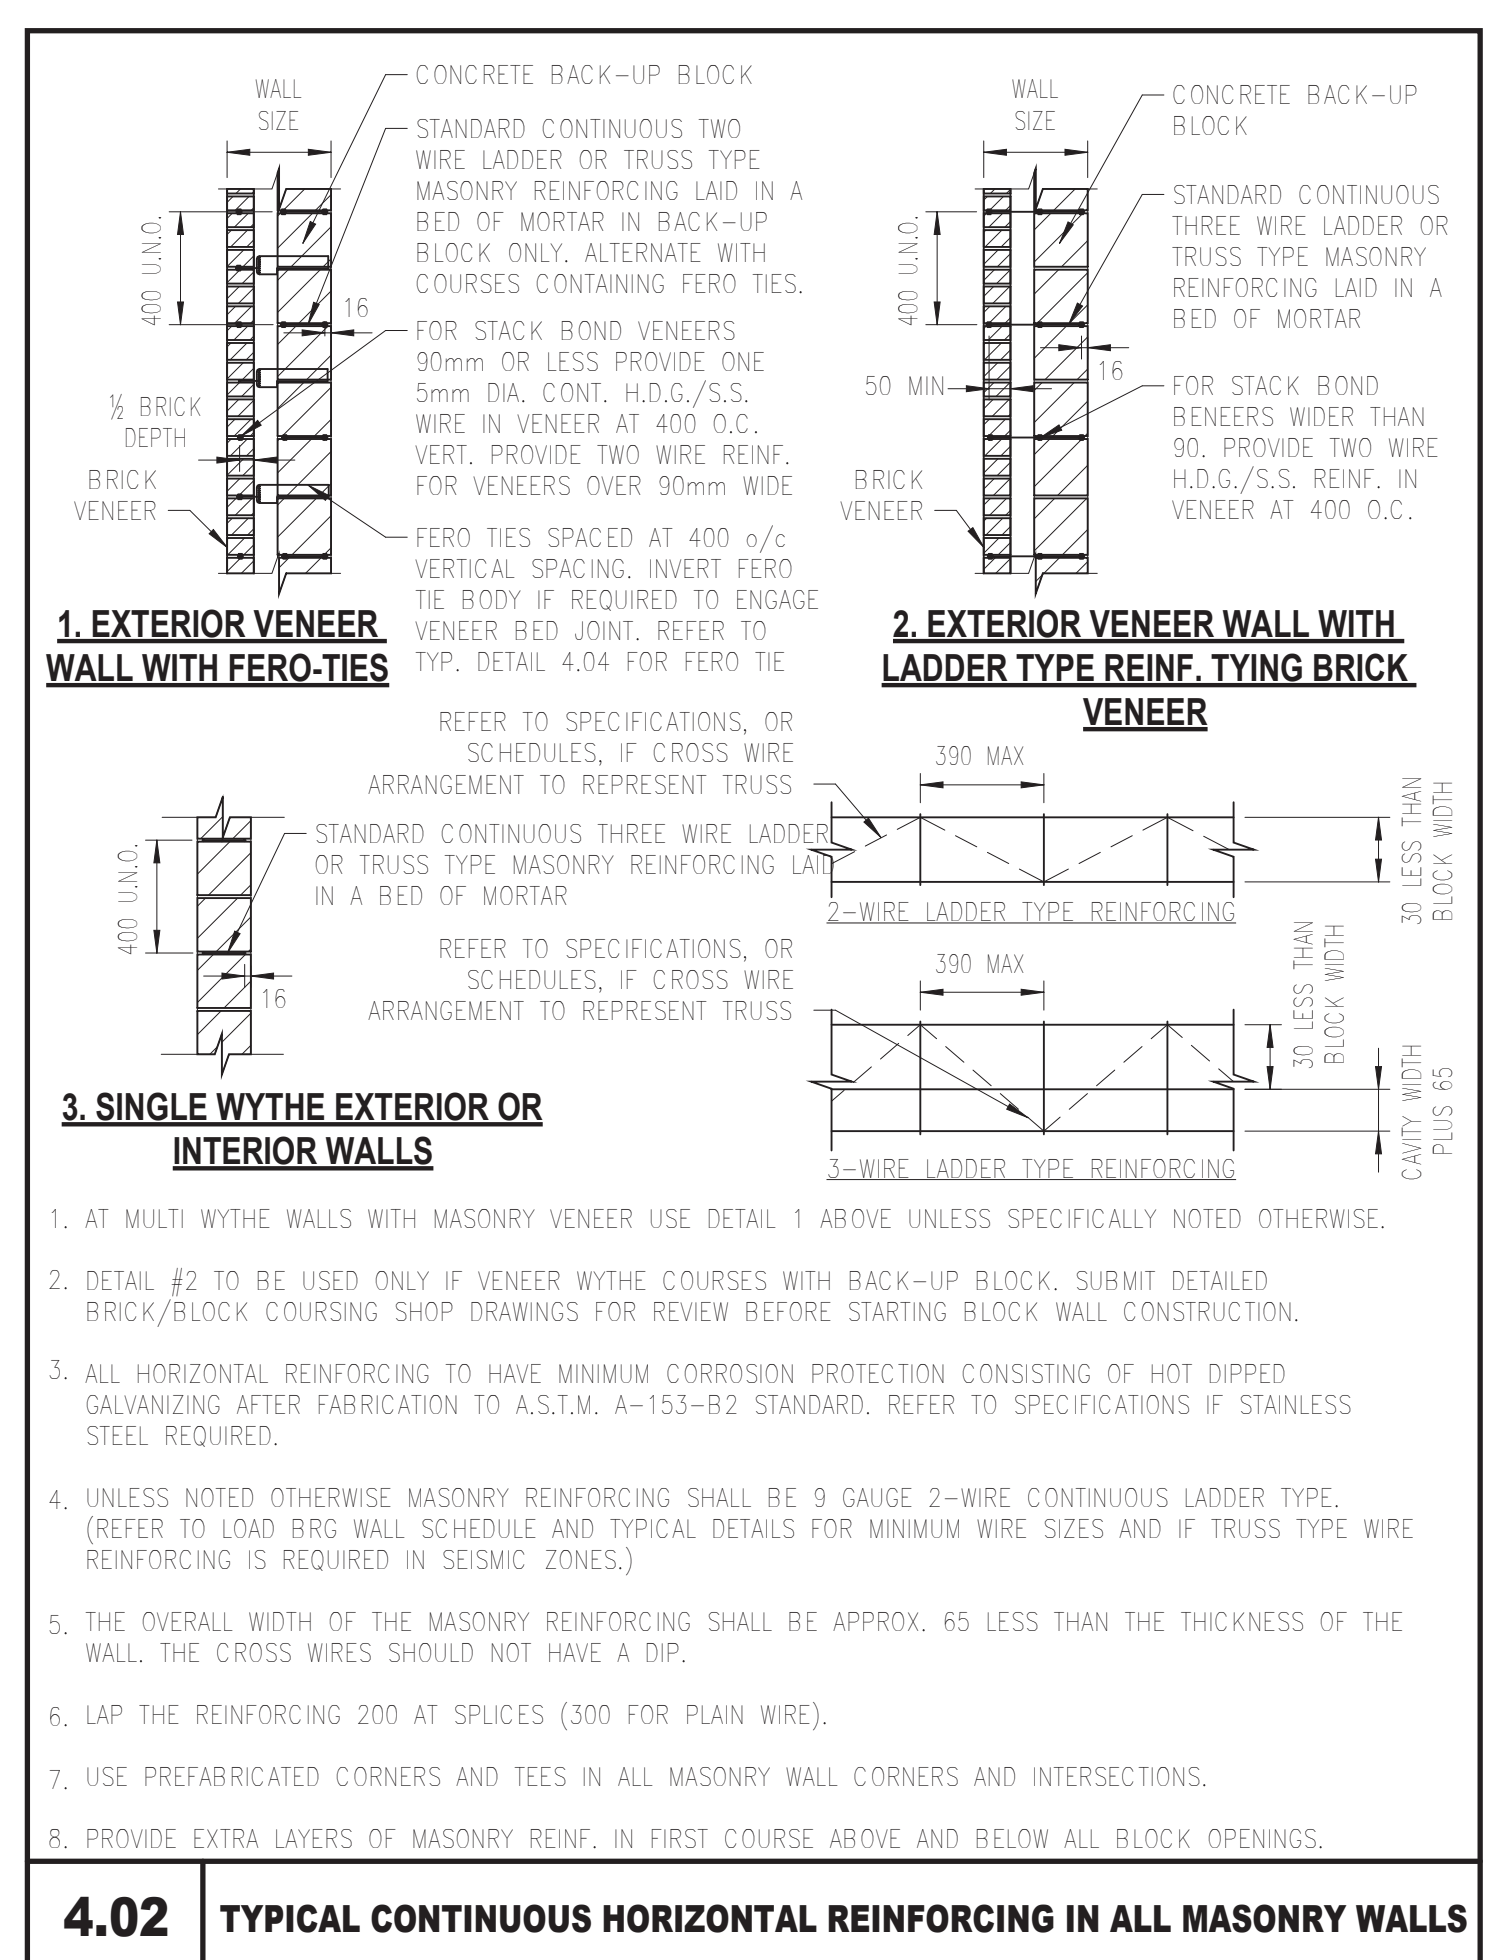 WALL
SIZE
400 U.N.O.
16
½ BRICK
DEPTH
BRICK
VENEER
CONCRETE BACK-UP BLOCK
STANDARD CONTINUOUS TWO
WIRE LADDER OR TRUSS TYPE
MASONRY REINFORCING LAID IN A
BED OF MORTAR IN BACK-UP
BLOCK ONLY. ALTERNATE WITH
COURSES CONTAINING FERO TIES.
FOR STACK BOND VENEERS
90mm OR LESS PROVIDE ONE
5mm DIA. CONT. H.D.G./S.S.
WIRE IN VENEER AT 400 O.C.
VERT. PROVIDE TWO WIRE REINF.
FOR VENEERS OVER 90mm WIDE
FERO TIES SPACED AT 400 o/c
VERTICAL SPACING. INVERT FERO
TIE BODY IF REQUIRED TO ENGAGE
VENEER BED JOINT. REFER TO
TYP. DETAIL 4.04 FOR FERO TIE
1. EXTERIOR VENEER
WALL WITH FERO-TIES
WALL
SIZE
400 U.N.O.
50 MIN
16
BRICK
VENEER
CONCRETE BACK-UP
BLOCK
STANDARD CONTINUOUS
THREE WIRE LADDER OR
TRUSS TYPE MASONRY
REINFORCING LAID IN A
BED OF MORTAR
FOR STACK BOND
BENEERS WIDER THAN
90. PROVIDE TWO WIRE
H.D.G./S.S. REINF. IN
VENEER AT 400 O.C.
2. EXTERIOR VENEER WALL WITH
LADDER TYPE REINF. TYING BRICK
VENEER
400 U.N.O.
16
STANDARD CONTINUOUS THREE WIRE LADDER
OR TRUSS TYPE MASONRY REINFORCING LAID
IN A BED OF MORTAR
3. SINGLE WYTHE EXTERIOR OR
INTERIOR WALLS
REFER TO SPECIFICATIONS, OR
SCHEDULES, IF CROSS WIRE
ARRANGEMENT TO REPRESENT TRUSS
390 MAX
30 LESS THAN
BLOCK WIDTH
2-WIRE LADDER TYPE REINFORCING
REFER TO SPECIFICATIONS, OR
SCHEDULES, IF CROSS WIRE
ARRANGEMENT TO REPRESENT TRUSS
390 MAX
30 LESS THAN
BLOCK WIDTH
CAVITY WIDTH
PLUS 65
3-WIRE LADDER TYPE REINFORCING
1. AT MULTI WYTHE WALLS WITH MASONRY VENEER USE DETAIL 1 ABOVE UNLESS SPECIFICALLY NOTED OTHERWISE.
2. DETAIL #2 TO BE USED ONLY IF VENEER WYTHE COURSES WITH BACK-UP BLOCK. SUBMIT DETAILED
BRICK/BLOCK COURSING SHOP DRAWINGS FOR REVIEW BEFORE STARTING BLOCK WALL CONSTRUCTION.
3. ALL HORIZONTAL REINFORCING TO HAVE MINIMUM CORROSION PROTECTION CONSISTING OF HOT DIPPED
GALVANIZING AFTER FABRICATION TO A.S.T.M. A-153-B2 STANDARD. REFER TO SPECIFICATIONS IF STAINLESS
STEEL REQUIRED.
4. UNLESS NOTED OTHERWISE MASONRY REINFORCING SHALL BE 9 GAUGE 2-WIRE CONTINUOUS LADDER TYPE.
(REFER TO LOAD BRG WALL SCHEDULE AND TYPICAL DETAILS FOR MINIMUM WIRE SIZES AND IF TRUSS TYPE WIRE
REINFORCING IS REQUIRED IN SEISMIC ZONES.)
5. THE OVERALL WIDTH OF THE MASONRY REINFORCING SHALL BE APPROX. 65 LESS THAN THE THICKNESS OF THE
WALL. THE CROSS WIRES SHOULD NOT HAVE A DIP.
6. LAP THE REINFORCING 200 AT SPLICES (300 FOR PLAIN WIRE).
7. USE PREFABRICATED CORNERS AND TEES IN ALL MASONRY WALL CORNERS AND INTERSECTIONS.
8. PROVIDE EXTRA LAYERS OF MASONRY REINF. IN FIRST COURSE ABOVE AND BELOW ALL BLOCK OPENINGS.
4.02
TYPICAL CONTINUOUS HORIZONTAL REINFORCING IN ALL MASONRY WALLS